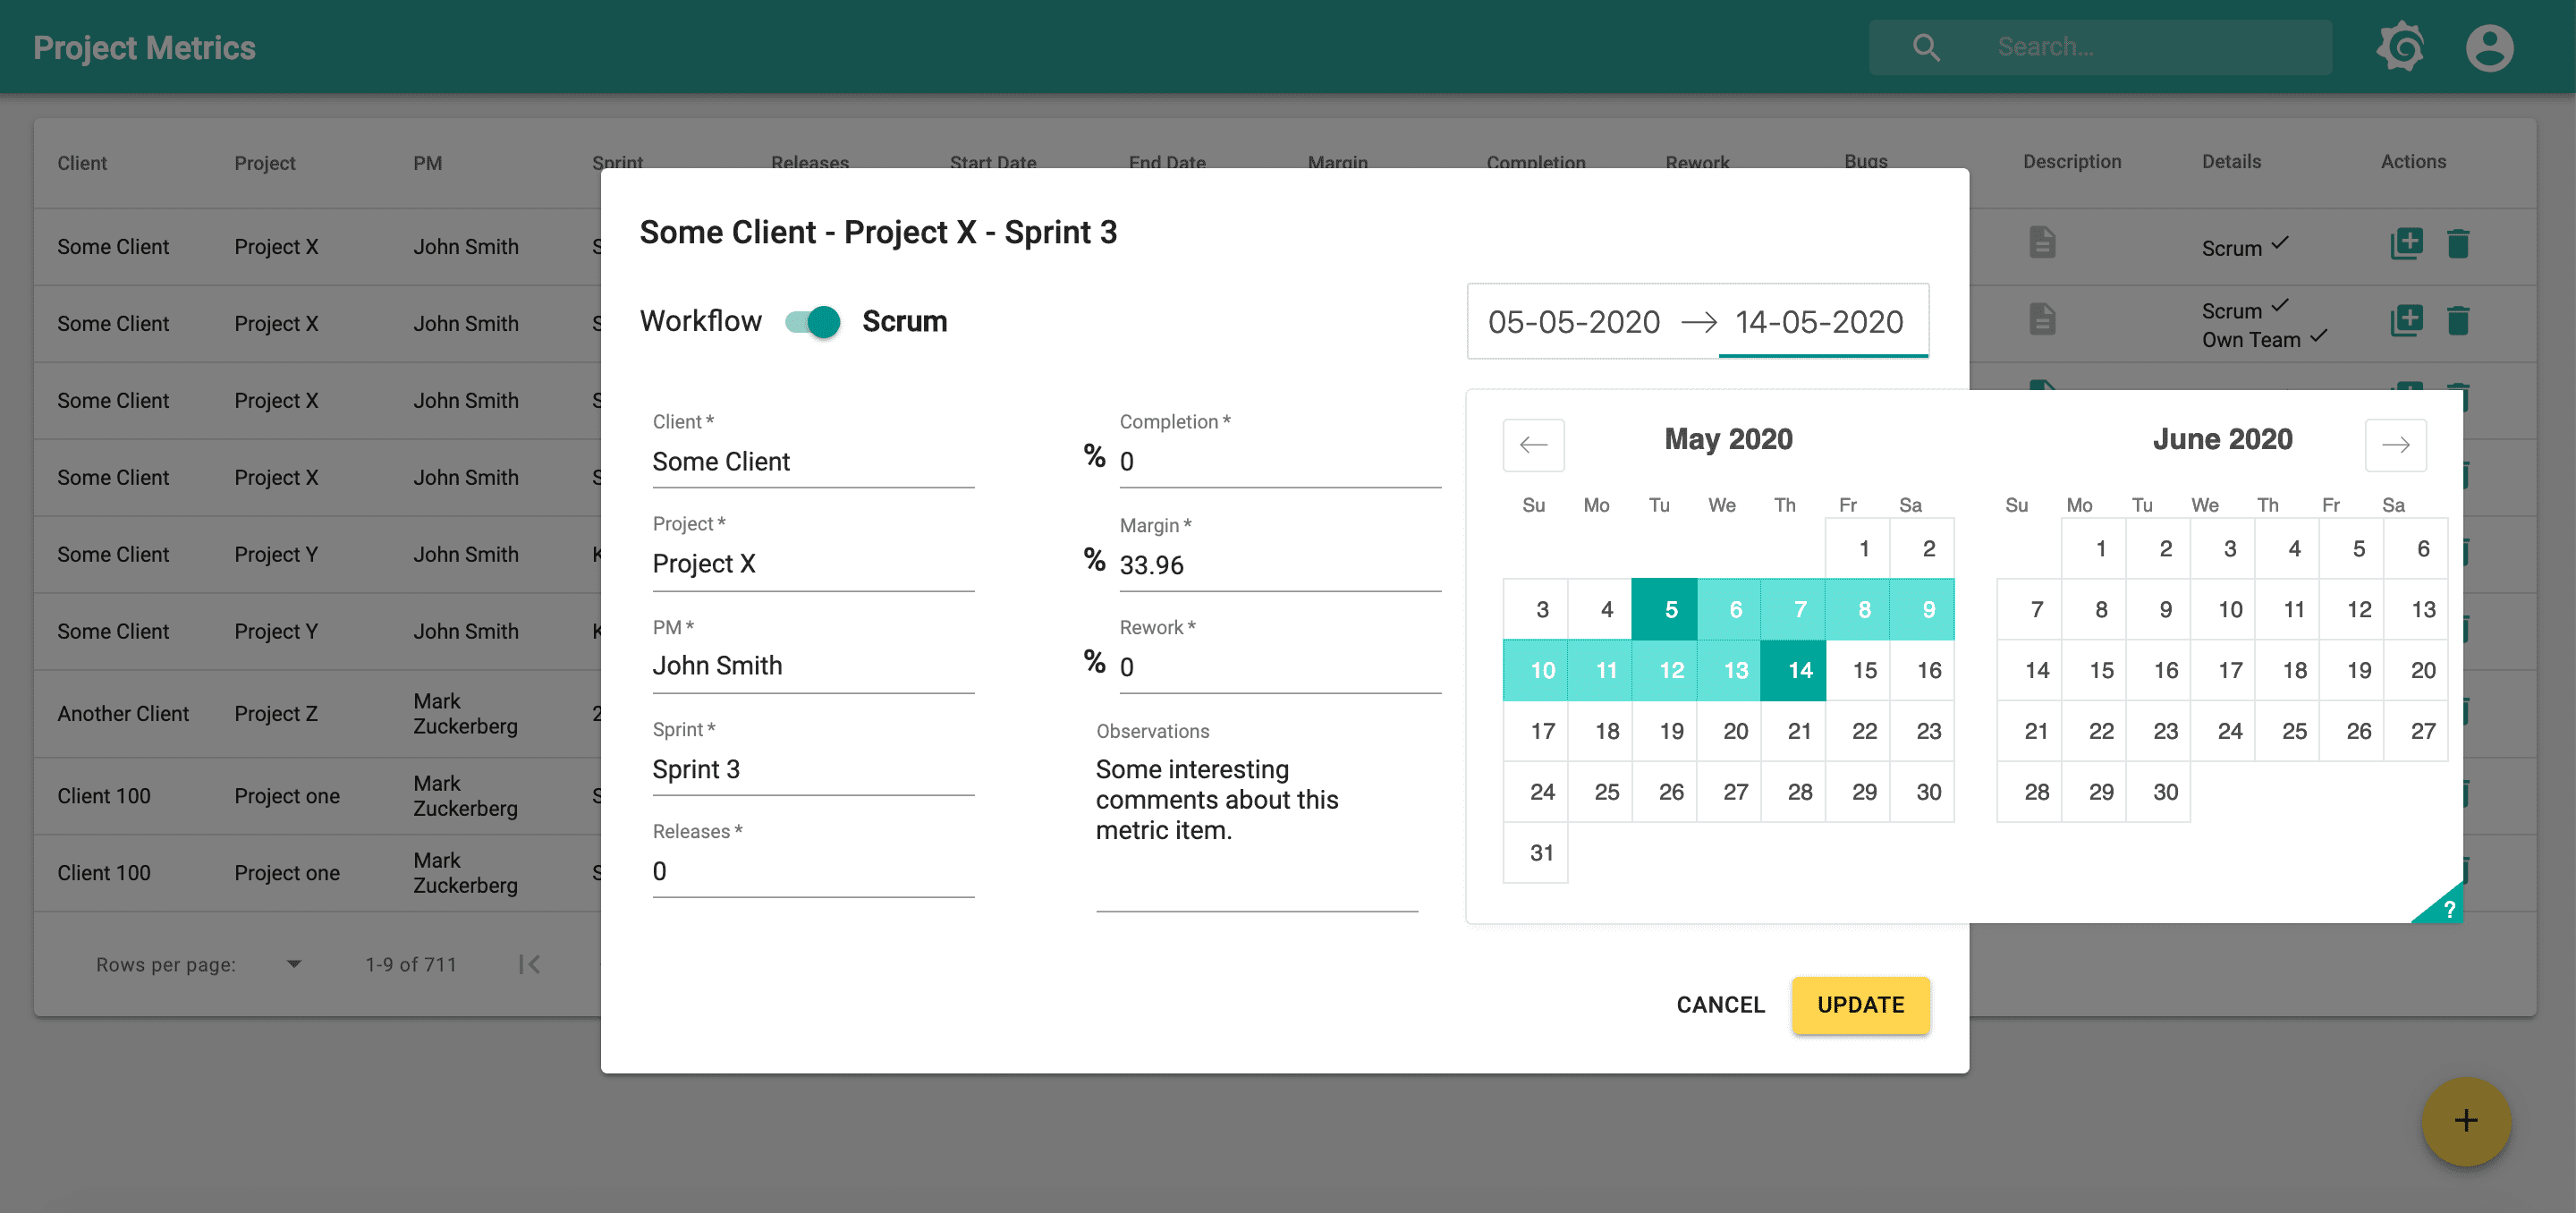 Project Metrics
Search...
Client Project PM Sprint Releases Start Date End Date Margin Completion Rework Bugs Description Details Actions
Some Client Project X John Smith S Scrum
Some Client Project X John Smith S Scrum
Own Team
Some Client Project X John Smith S
Some Client Project X John Smith S
Some Client Project Y John Smith K
Some Client Project Y John Smith K
Another Client Project Z Mark
Zuckerberg 2
Client 100 Project one Mark
Zuckerberg S
Client 100 Project one Mark
Zuckerberg S
Rows per page: 1-9 of 711
Some Client - Project X - Sprint 3
Workflow Scrum
05-05-2020 → 14-05-2020
Client *
Some Client
Project *
Project X
PM *
John Smith
Sprint *
Sprint 3
Releases *
0
Completion *
% 0
Margin *
% 33.96
Rework *
% 0
Observations
Some interesting
comments about this
metric item.
May 2020
Su Mo Tu We Th Fr Sa
1 2
3 4 5 6 7 8 9
10 11 12 13 14 15 16
17 18 19 20 21 22 23
24 25 26 27 28 29 30
31
June 2020
Su Mo Tu We Th Fr Sa
1 2 3 4 5 6
7 8 9 10 11 12 13
14 15 16 17 18 19 20
21 22 23 24 25 26 27
28 29 30
?
CANCEL UPDATE
+